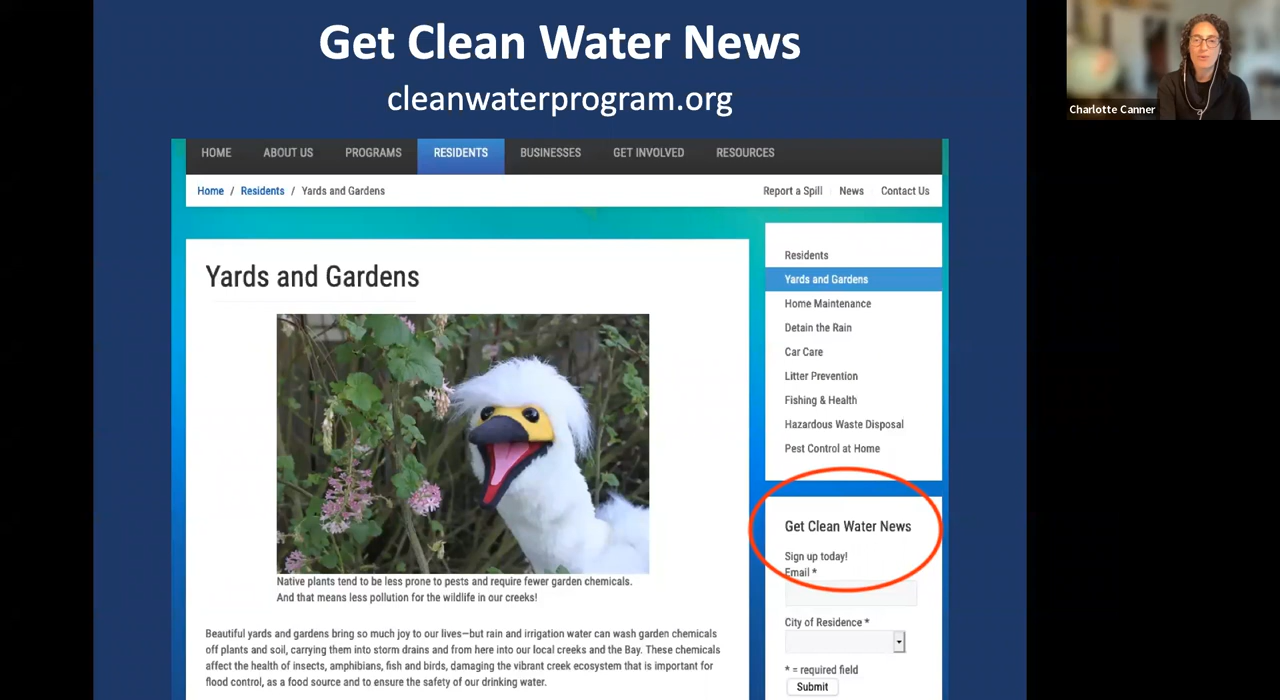 Get Clean Water News
cleanwaterprogram.org
Charlotte Canner
HOME ABOUT US PROGRAMS RESIDENTS BUSINESSES GET INVOLVED RESOURCES
Home / Residents / Yards and Gardens
Report a Spill News Contact Us
Yards and Gardens
Native plants tend to be less prone to pests and require fewer garden chemicals.
And that means less pollution for the wildlife in our creeks!
Beautiful yards and gardens bring so much joy to our lives—but rain and irrigation water can wash garden chemicals
off plants and soil, carrying them into storm drains and from here into our local creeks and the Bay. These chemicals
affect the health of insects, amphibians, fish and birds, damaging the vibrant creek ecosystem that is important for
flood control, as a food source and to ensure the safety of our drinking water.
Residents
Yards and Gardens
Home Maintenance
Detain the Rain
Car Care
Litter Prevention
Fishing & Health
Hazardous Waste Disposal
Pest Control at Home
Get Clean Water News
Sign up today!
Email *
City of Residence *
* = required field
Submit